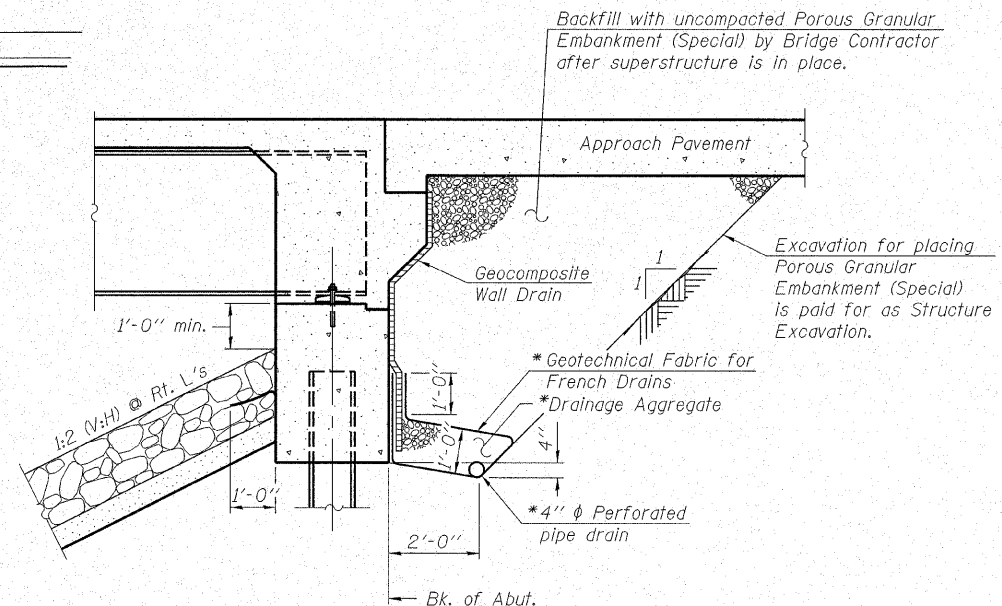 Backfill with uncompacted Porous Granular
Embankment (Special) by Bridge Contractor
after superstructure is in place.
Approach Pavement
Geocomposite
Wall Drain
1
1
Excavation for placing
Porous Granular
Embankment (Special)
is paid for as Structure
Excavation.
1'-0" min.
1:2 (V:H) @ Rt. L's
* Geotechnical Fabric for
French Drains
*Drainage Aggregate
1'-0"
1'-0"
4"
1'-0"
*4" ϕ Perforated
pipe drain
2'-0"
Bk. of Abut.